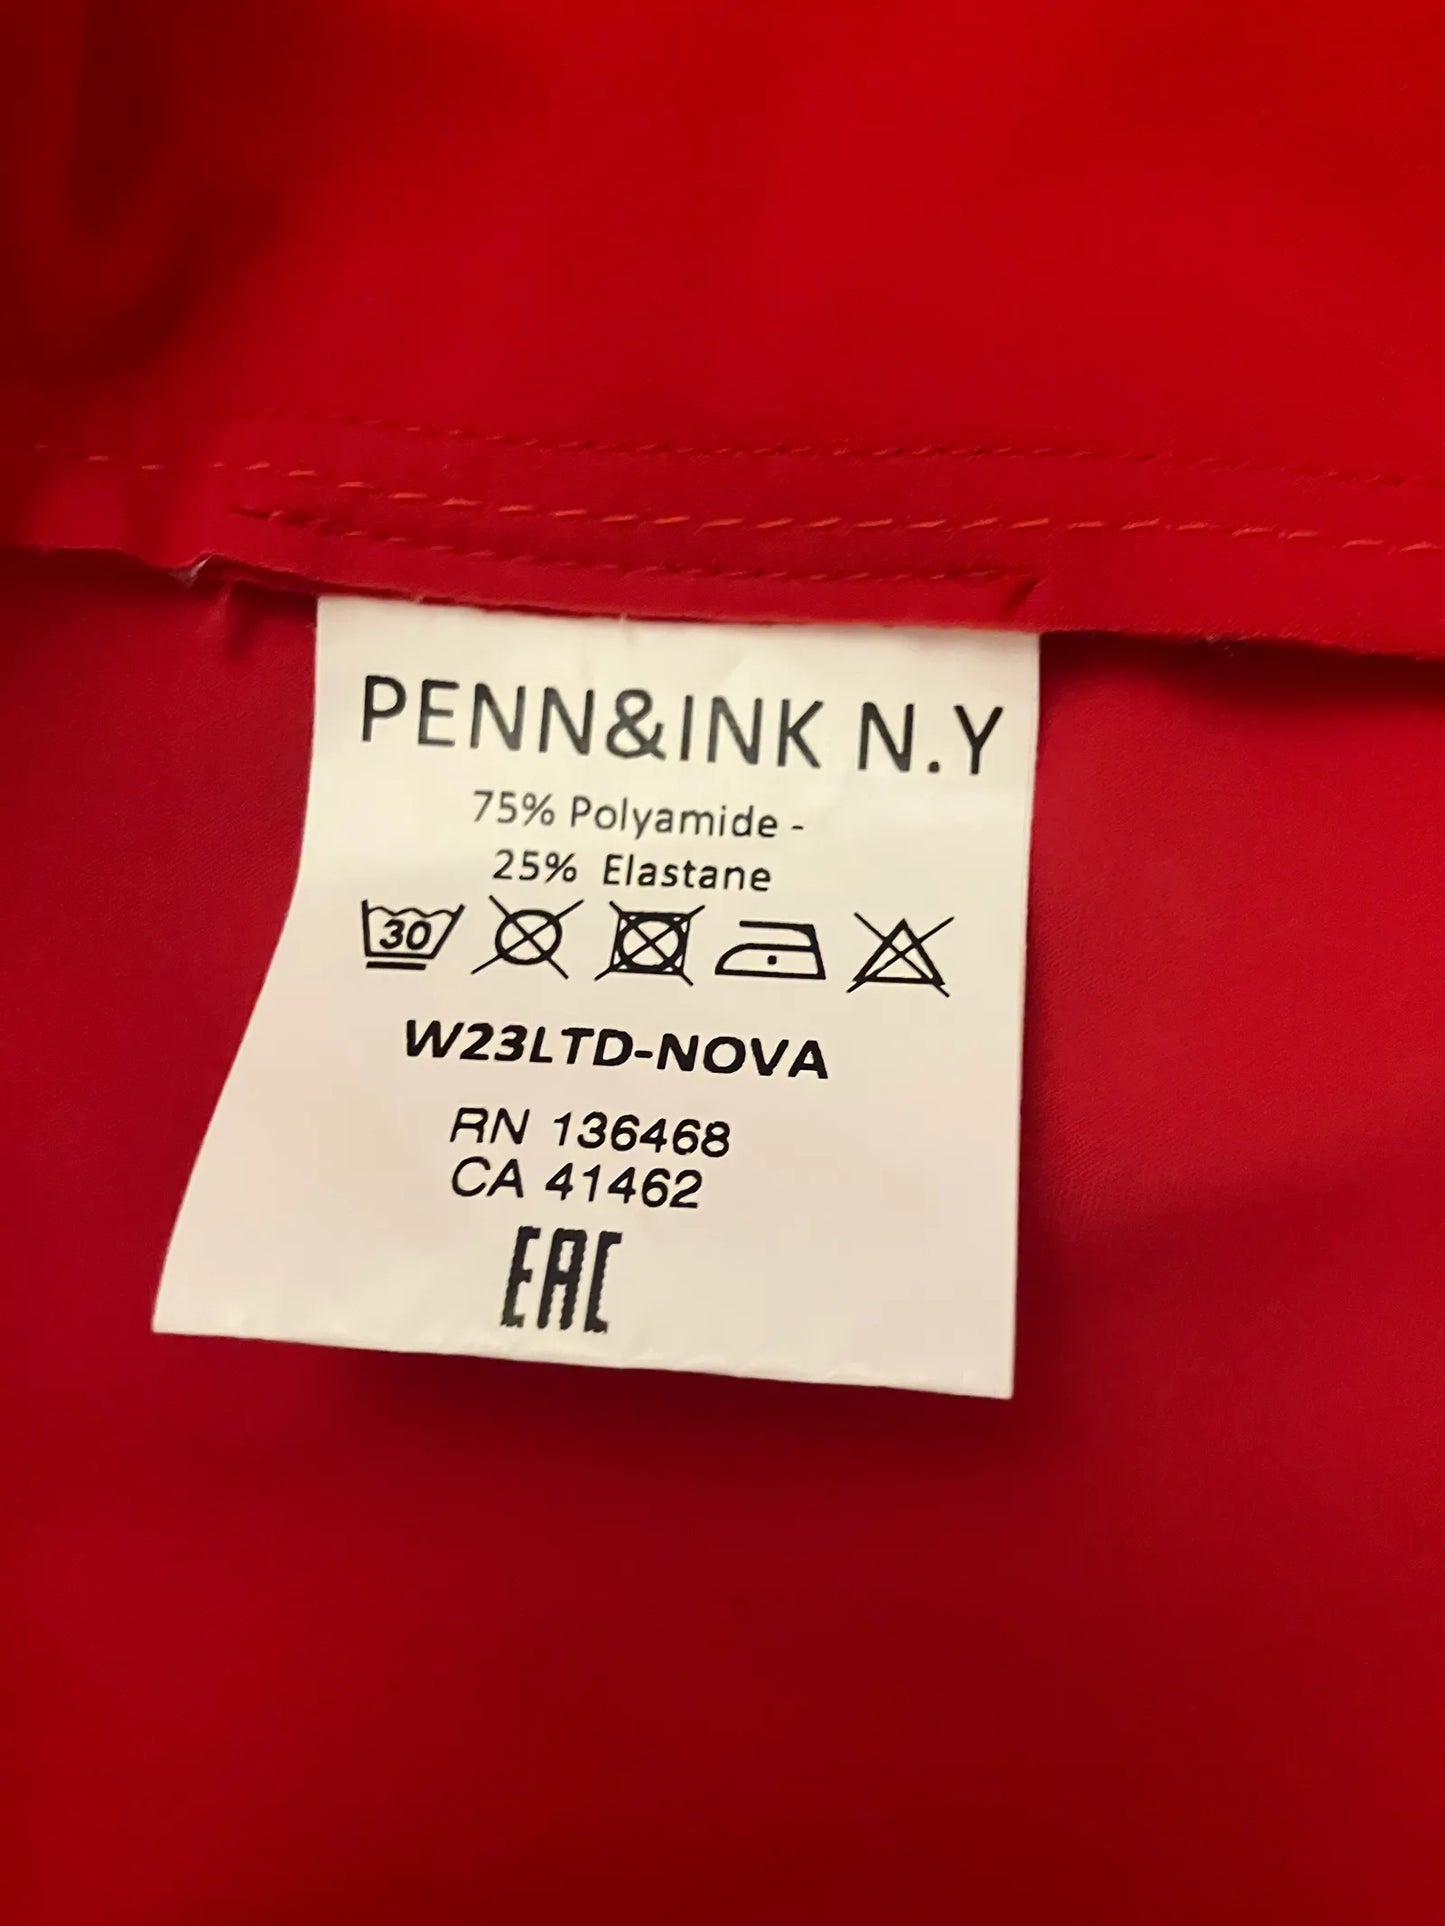 PENN&INK N.Y
75% Polyamide -
25% Elastane
30
W23LTD-NOVA
RN 136468
CA 41462
EAC